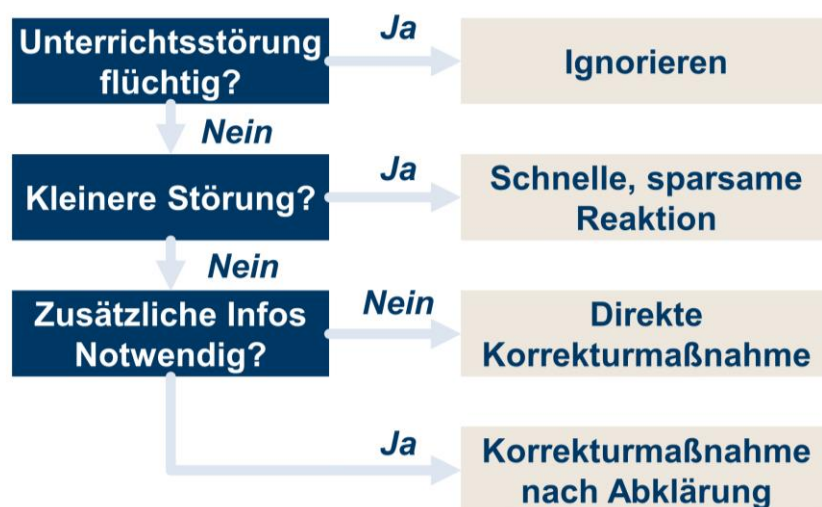 Unterrichtsstörung
flüchtig?
Ja
Ignorieren
Nein
Kleinere Störung?
Ja
Schnelle, sparsame
Reaktion
Nein
Zusätzliche Infos
Notwendig?
Nein
Direkte
Korrekturmaßnahme
Ja
Korrekturmaßnahme
nach Abklärung